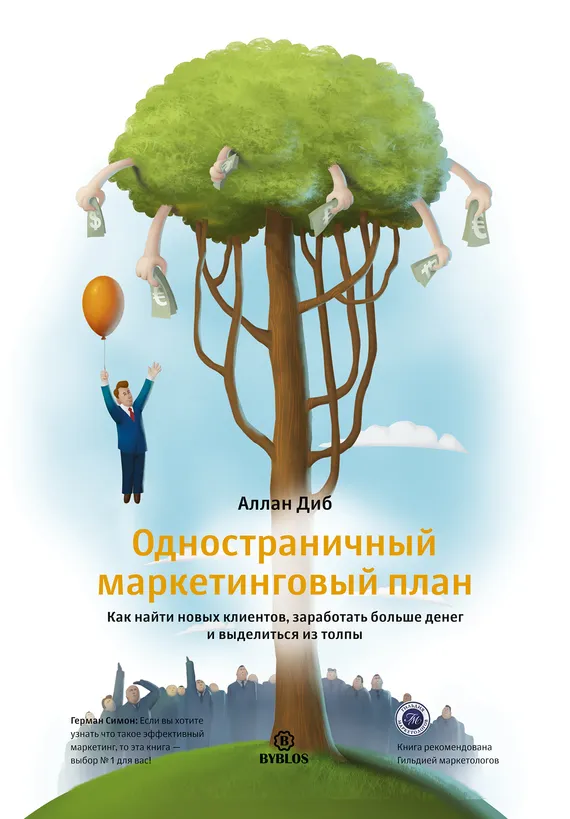 Аллан Диб
Одностраничный
маркетинговый план
Как найти новых клиентов, заработать больше денег
и выделиться из толпы
Герман Симон: Если вы хотите
узнать что такое эффективный
маркетинг, то эта книга —
выбор № 1 для вас!
B
BYBLOS
ГИЛЬДИЯ
МАРКЕТОЛОГОВ
ГМ
Книга рекомендована
Гильдией маркетологов
$
€
£
€